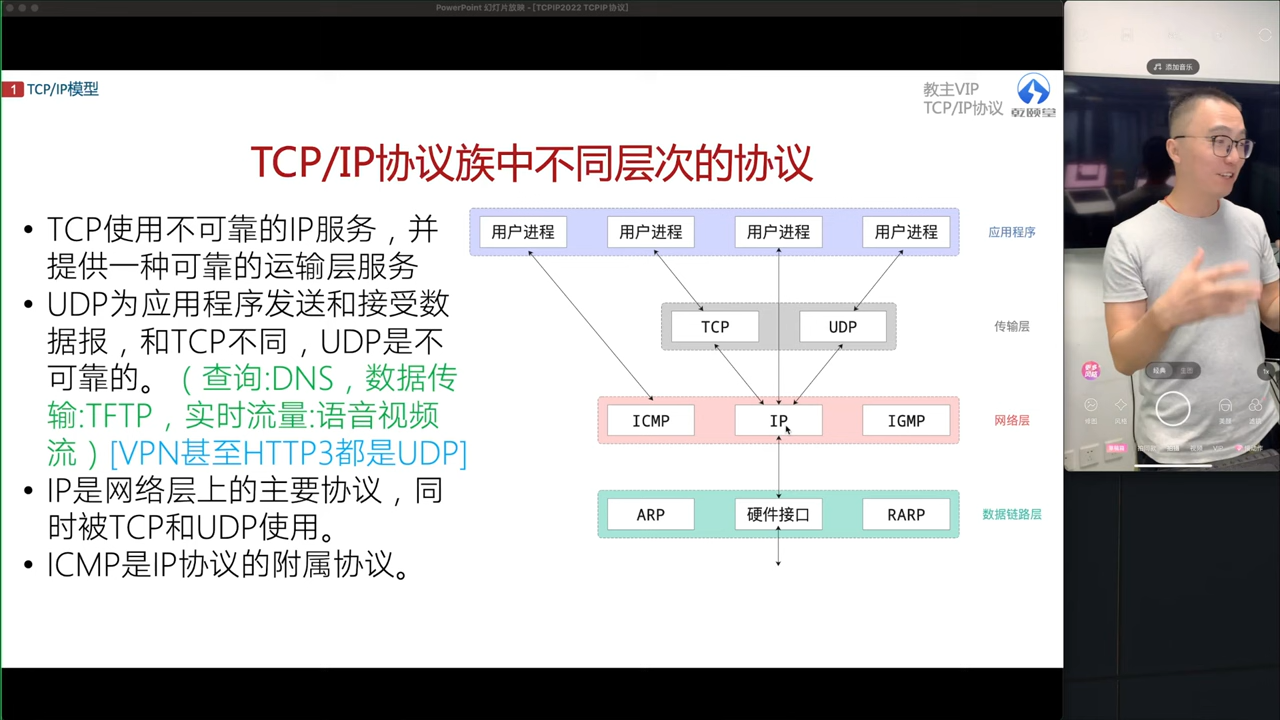 PowerPoint 幻灯片放映 - [TCPIP2022 TCPIP协议]
1 TCP/IP模型
教主VIP
TCP/IP协议
乾颐堂
TCP/IP协议族中不同层次的协议
• TCP使用不可靠的IP服务，并
提供一种可靠的运输层服务
• UDP为应用程序发送和接受数
据报，和TCP不同，UDP是不
可靠的。（查询:DNS，数据传
输:TFTP，实时流量:语音视频
流）[VPN甚至HTTP3都是UDP]
• IP是网络层上的主要协议，同
时被TCP和UDP使用。
• ICMP是IP协议的附属协议。
用户进程 用户进程 用户进程 用户进程 应用程序
TCP UDP 传输层
ICMP IP IGMP 网络层
ARP 硬件接口 RARP 数据链路层
添加音乐
经典
1x
视频